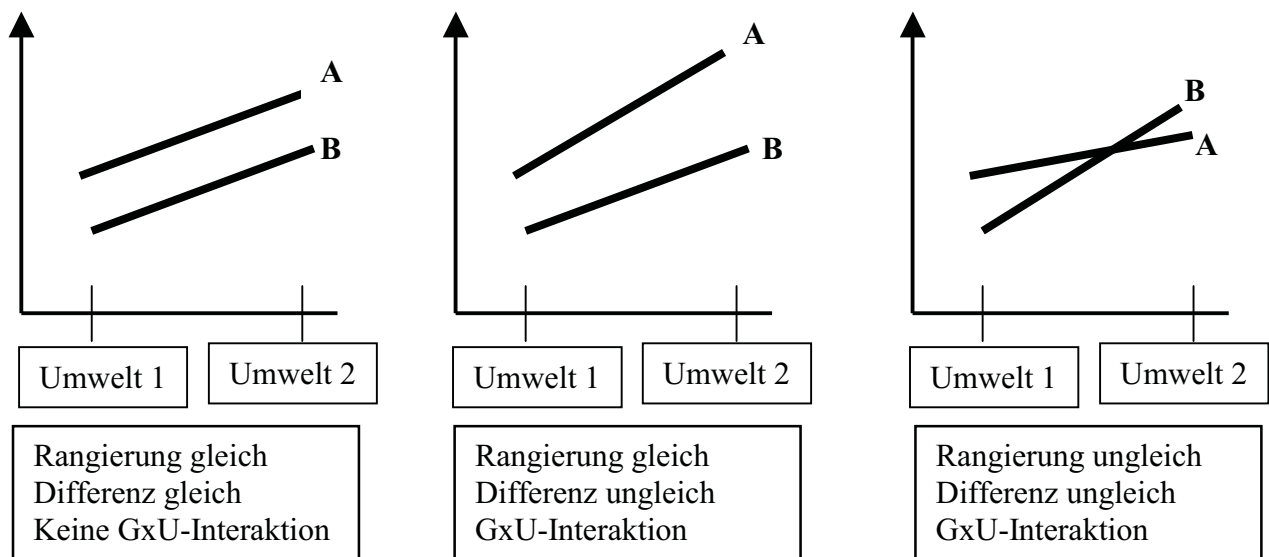 A
B
Umwelt 1
Umwelt 2
Rangierung gleich
Differenz gleich
Keine GxU-Interaktion
A
B
Umwelt 1
Umwelt 2
Rangierung gleich
Differenz ungleich
GxU-Interaktion
B
A
Umwelt 1
Umwelt 2
Rangierung ungleich
Differenz ungleich
GxU-Interaktion